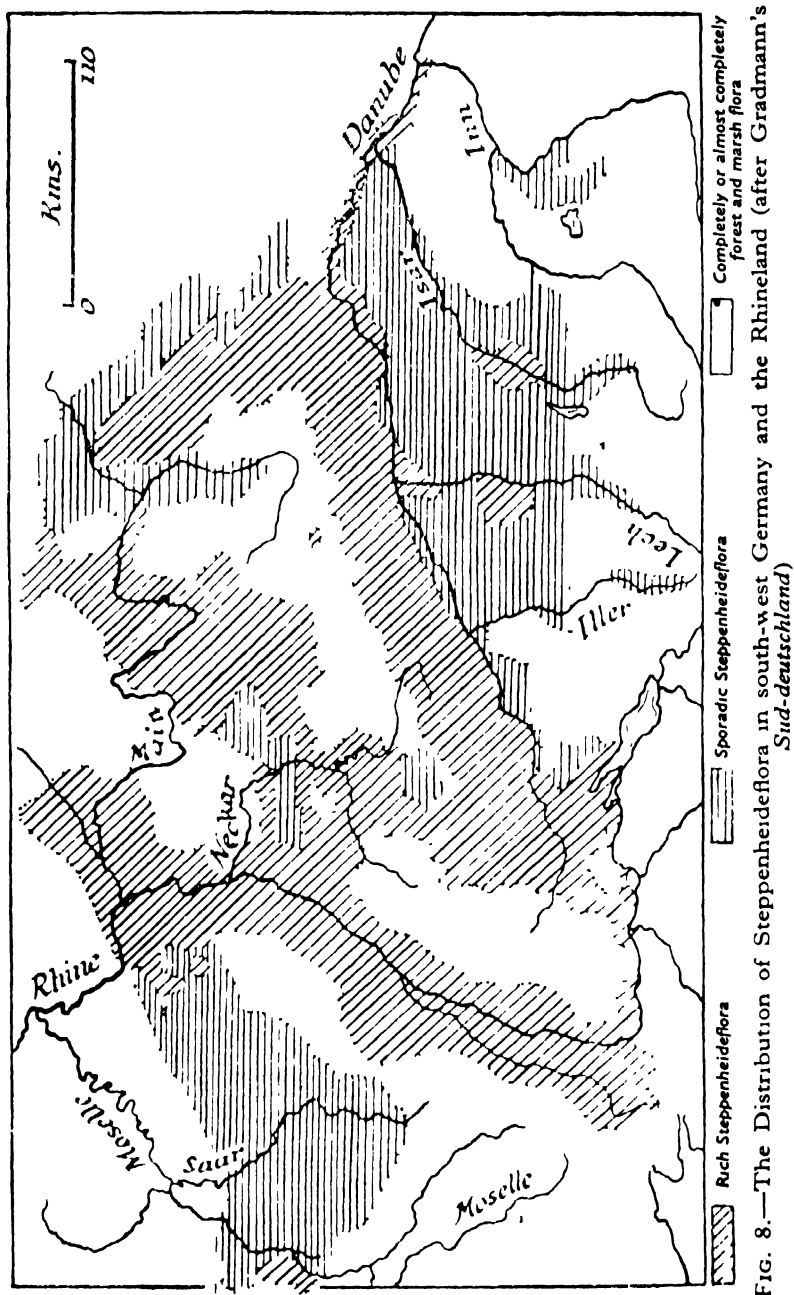 Kms.
0 110
Danube
Inn
Isar
Lech
Iller
Main
Neckar
Rhine
Moselle
Saar
Moselle
Rich Steppenheideflora
Sporadic Steppenheideflora
Completely or almost completely
forest and marsh flora
FIG. 8.—The Distribution of Steppenheideflora in south-west Germany and the Rhineland (after Gradmann's
Sud-deutschland)